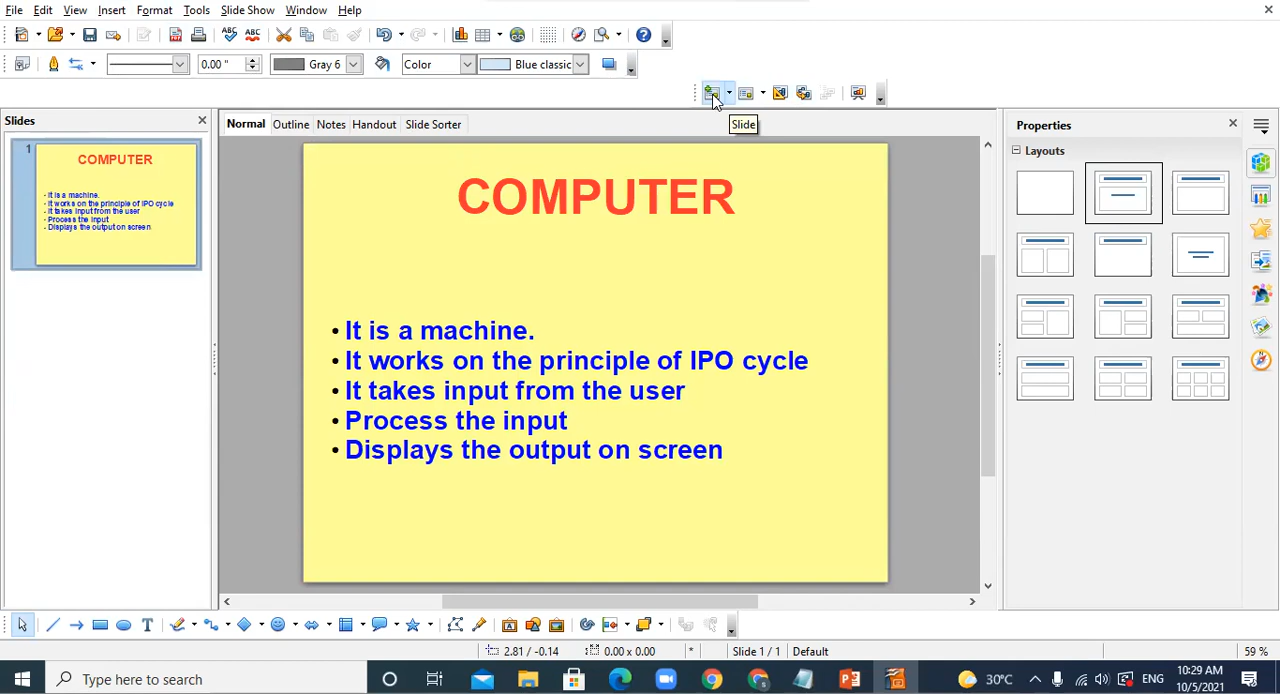 File Edit View Insert Format Tools Slide Show Window Help
0.00 " Gray 6 Color Blue classic
Slide
Slides
Normal Outline Notes Handout Slide Sorter
Properties
Layouts
1
COMPUTER
It is a machine.
It works on the principle of IPO cycle
It takes input from the user
Process the input
Displays the output on screen
COMPUTER
• It is a machine.
• It works on the principle of IPO cycle
• It takes input from the user
• Process the input
• Displays the output on screen
2.81 / -0.14 0.00 x 0.00 * Slide 1 / 1 Default 59 %
Type here to search
30°C ENG 10:29 AM
10/5/2021